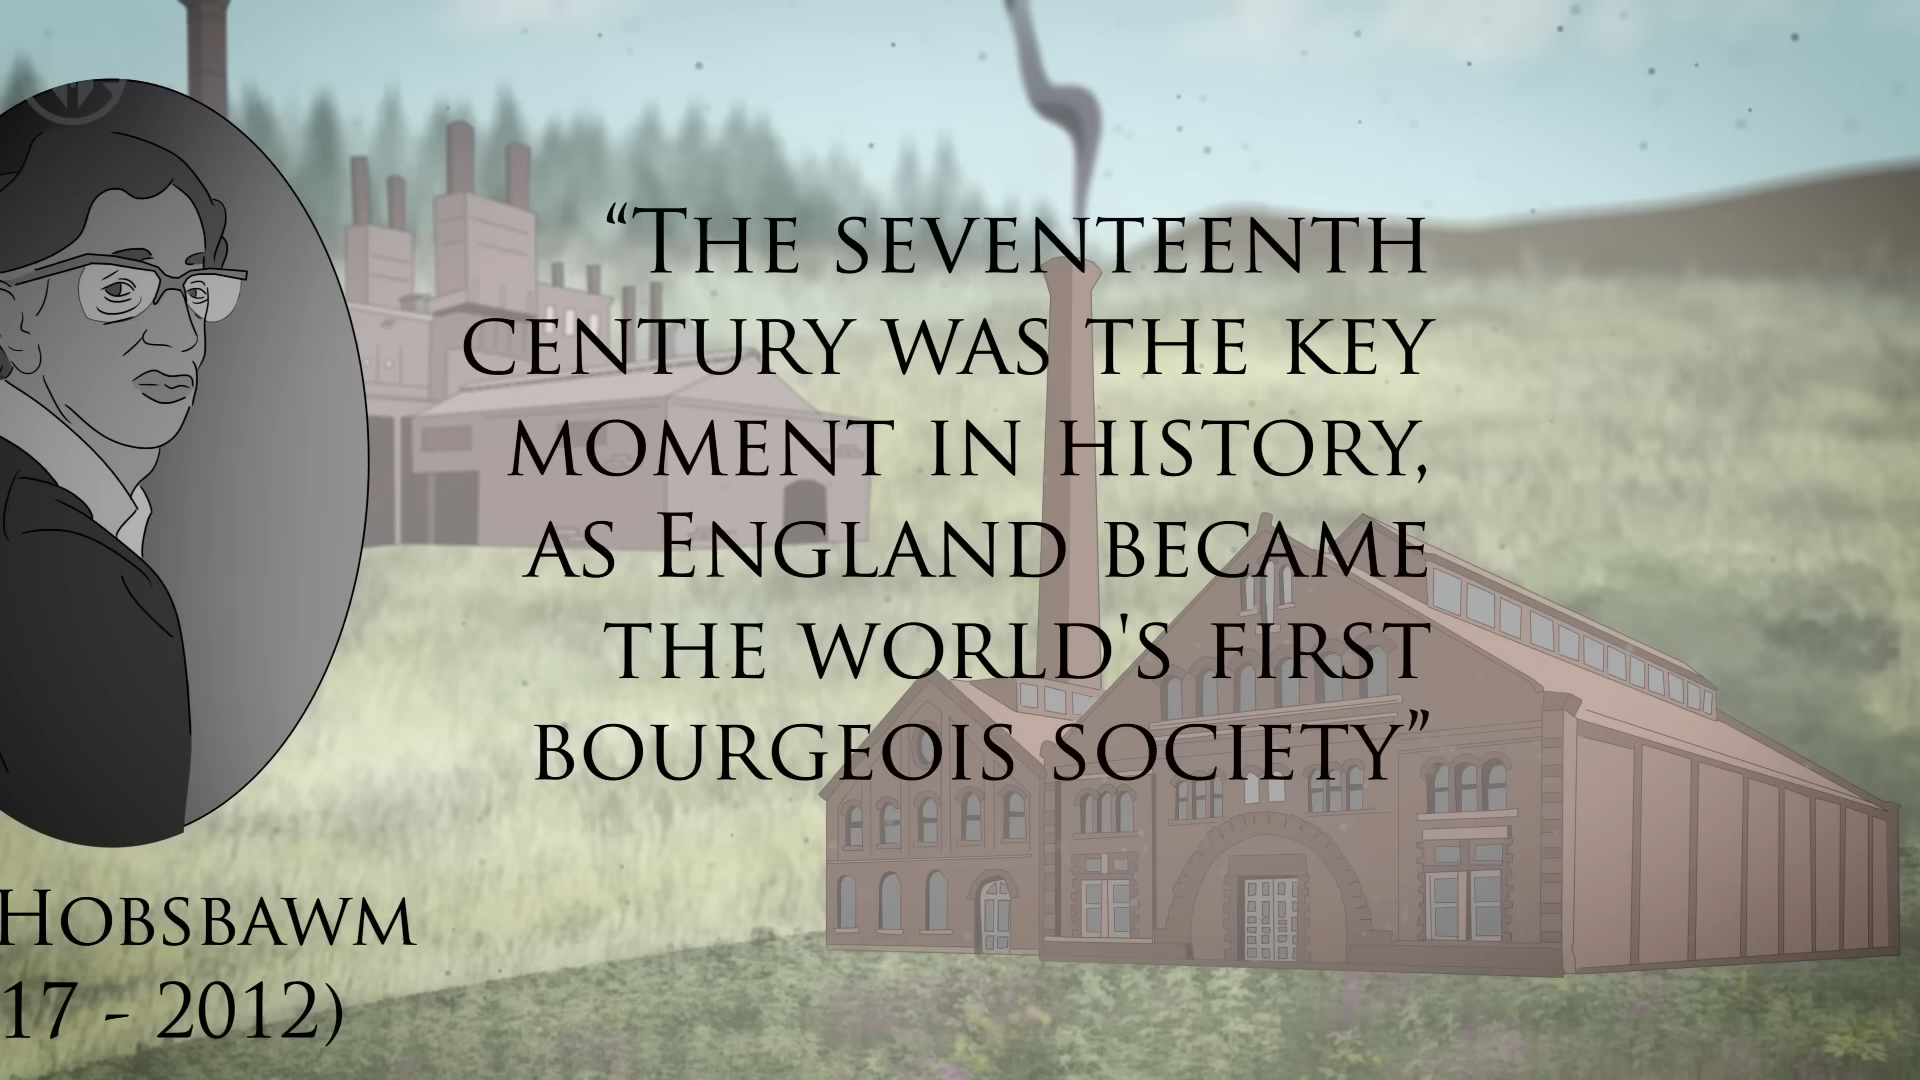 “The seventeenth
century was the key
moment in history,
as England became
the world's first
bourgeois society”
Hobsbawm
17 - 2012)